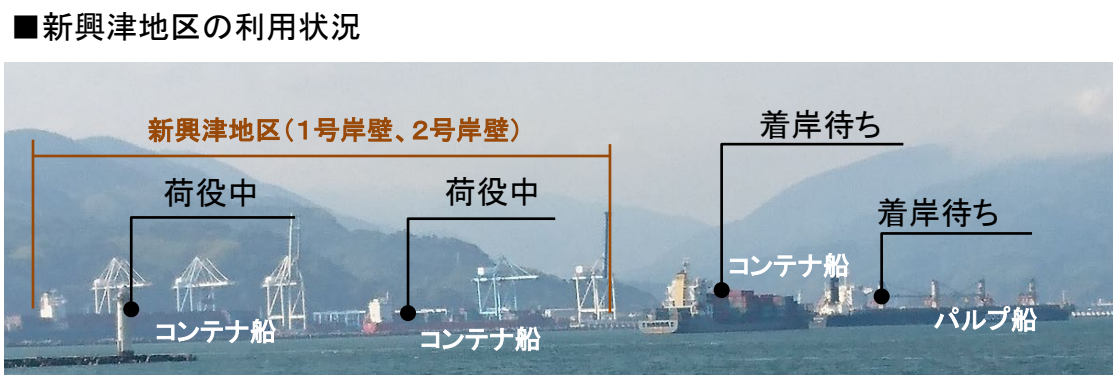 ■新興津地区の利用状況
新興津地区（１号岸壁、２号岸壁）
着岸待ち
荷役中
荷役中
着岸待ち
コンテナ船
コンテナ船
コンテナ船
パルプ船